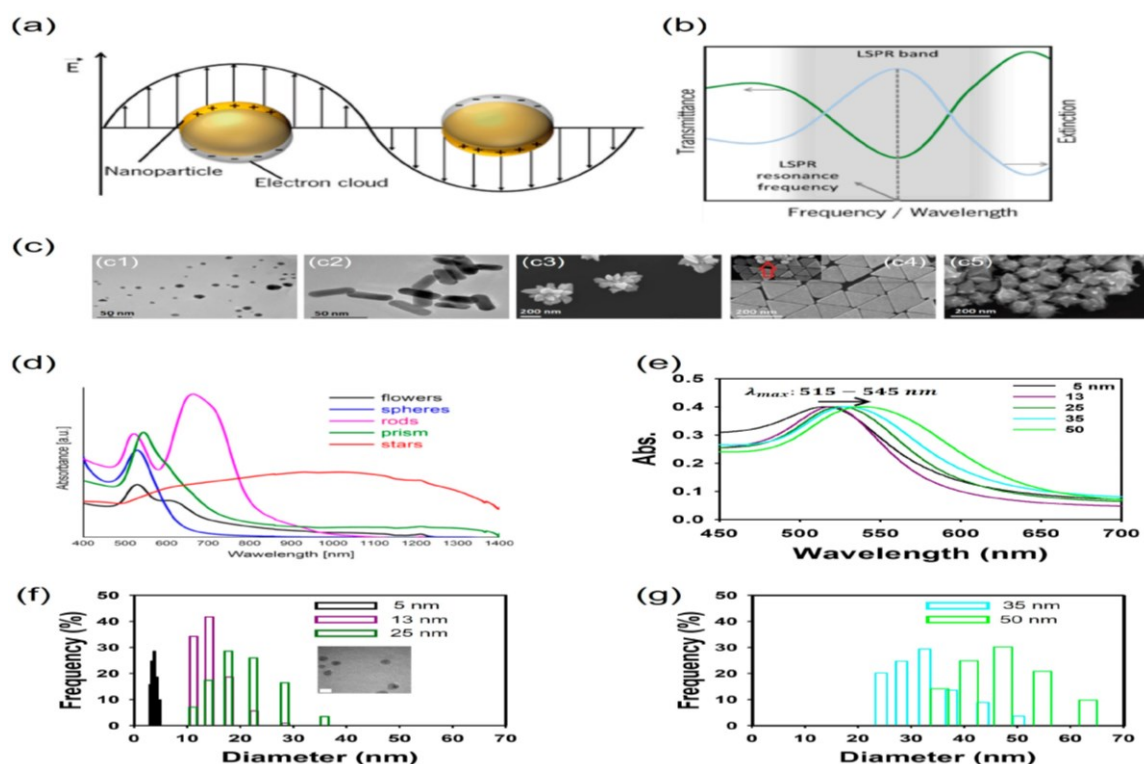 (a)
E
Nanoparticle
Electron cloud
(b)
LSPR band
Transmittance
Extinction
LSPR
resonance
frequency
Frequency / Wavelength
(c)
(c1)
50 nm
(c2)
50 nm
(c3)
200 nm
(c4)
200 nm
(c5)
200 nm
(d)
flowers
spheres
rods
prism
stars
Absorbance [a.u.]
400 500 600 700 800 900 1000 1100 1200 1300 1400
Wavelength [nm]
(e)
λmax: 515 – 545 nm
5 nm
13
25
35
50
Abs.
0.5
0.4
0.3
0.2
0.1
0.0
450 500 550 600 650 700
Wavelength (nm)
(f)
5 nm
13 nm
25 nm
Frequency (%)
50
40
30
20
10
0
0 10 20 30 40 50 60 70
Diameter (nm)
(g)
35 nm
50 nm
Frequency (%)
50
40
30
20
10
0
0 10 20 30 40 50 60 70
Diameter (nm)